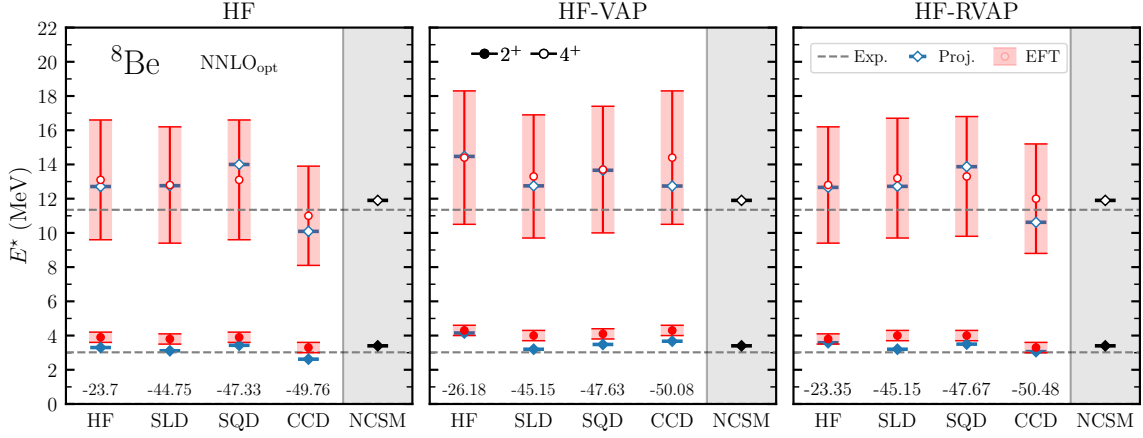 HF HF-VAP HF-RVAP
22
20
18
16
14
12
10
8
6
4
2
0
E* (MeV)
⁸Be NNLOopt
2⁺ 4⁺
Exp. Proj. EFT
-23.7 -44.75 -47.33 -49.76
-26.18 -45.15 -47.63 -50.08
-23.35 -45.15 -47.67 -50.48
HF SLD SQD CCD NCSM
HF SLD SQD CCD NCSM
HF SLD SQD CCD NCSM